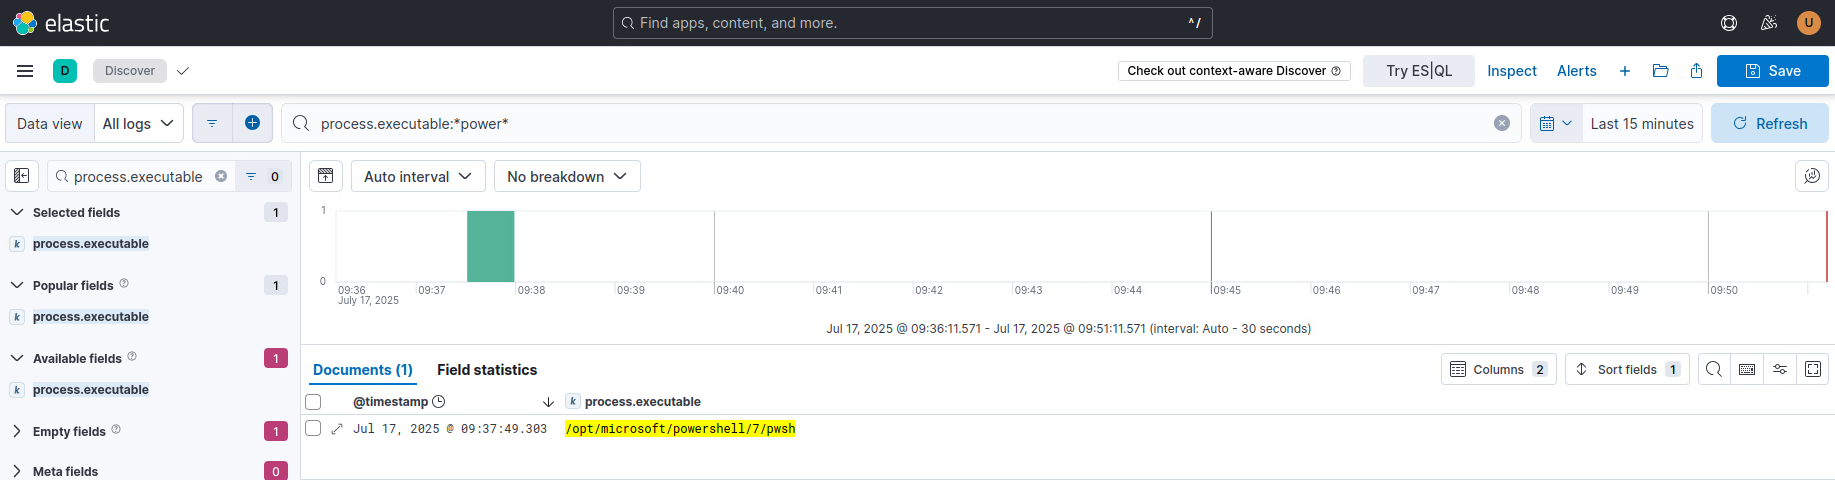 elastic
Find apps, content, and more.
^/
U
D
Discover
Check out context-aware Discover
Try ES|QL
Inspect
Alerts
Save
Data view
All logs
process.executable:*power*
Last 15 minutes
Refresh
process.executable
0
Auto interval
No breakdown
Selected fields
1
k process.executable
Popular fields
1
k process.executable
Available fields
1
k process.executable
Empty fields
1
Meta fields
0
1
0
09:36
09:37
09:38
09:39
09:40
09:41
09:42
09:43
09:44
09:45
09:46
09:47
09:48
09:49
09:50
July 17, 2025
Jul 17, 2025 @ 09:36:11.571 - Jul 17, 2025 @ 09:51:11.571 (interval: Auto - 30 seconds)
Documents (1)
Field statistics
Columns 2
Sort fields 1
@timestamp
k process.executable
Jul 17, 2025 @ 09:37:49.303
/opt/microsoft/powershell/7/pwsh